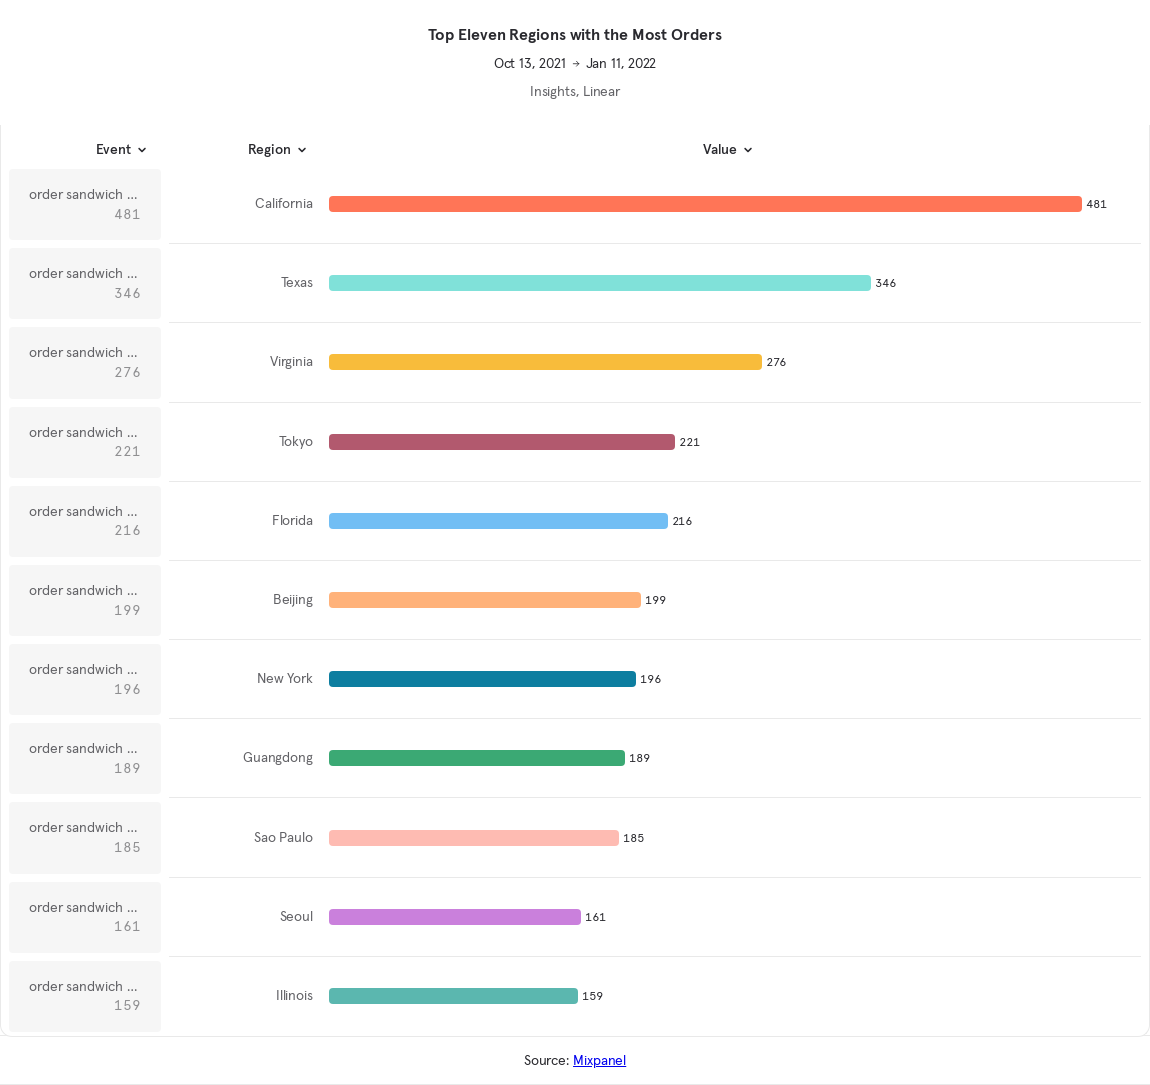 Top Eleven Regions with the Most Orders
Oct 13, 2021 → Jan 11, 2022
Insights, Linear
Event Region Value
order sandwich ...
481
California 481
order sandwich ...
346
Texas 346
order sandwich ...
276
Virginia 276
order sandwich ...
221
Tokyo 221
order sandwich ...
216
Florida 216
order sandwich ...
199
Beijing 199
order sandwich ...
196
New York 196
order sandwich ...
189
Guangdong 189
order sandwich ...
185
Sao Paulo 185
order sandwich ...
161
Seoul 161
order sandwich ...
159
Illinois 159
Source: Mixpanel